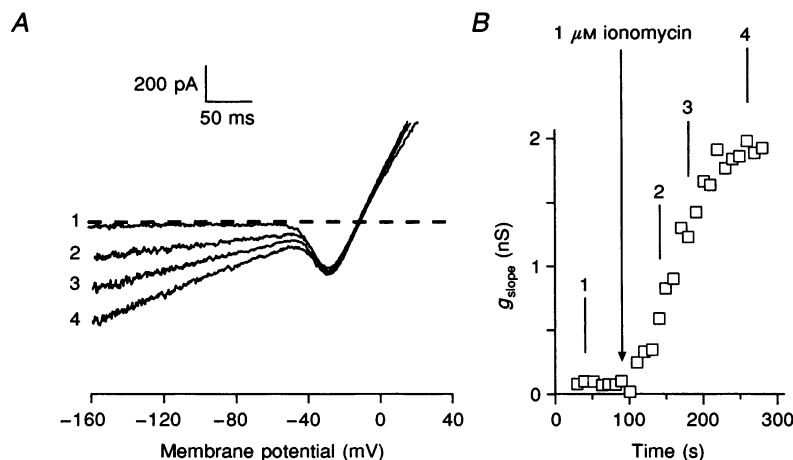 A
200 pA
50 ms
1
2
3
4
−160 −120 −80 −40 0 40
Membrane potential (mV)
B
1 μM ionomycin
4
3
2
1
2
1
0
gslope (nS)
0 100 200 300
Time (s)